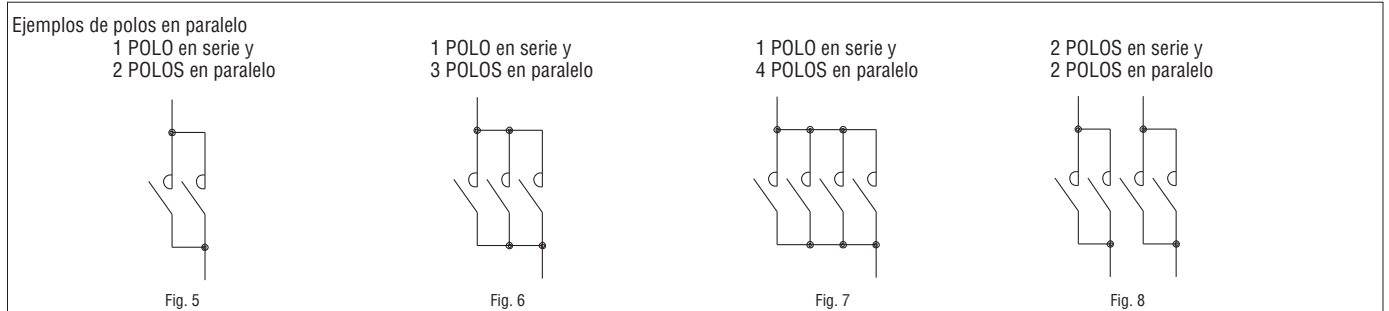 Ejemplos de polos en paralelo
1 POLO en serie y
2 POLOS en paralelo
1 POLO en serie y
3 POLOS en paralelo
1 POLO en serie y
4 POLOS en paralelo
2 POLOS en serie y
2 POLOS en paralelo
Fig. 5
Fig. 6
Fig. 7
Fig. 8